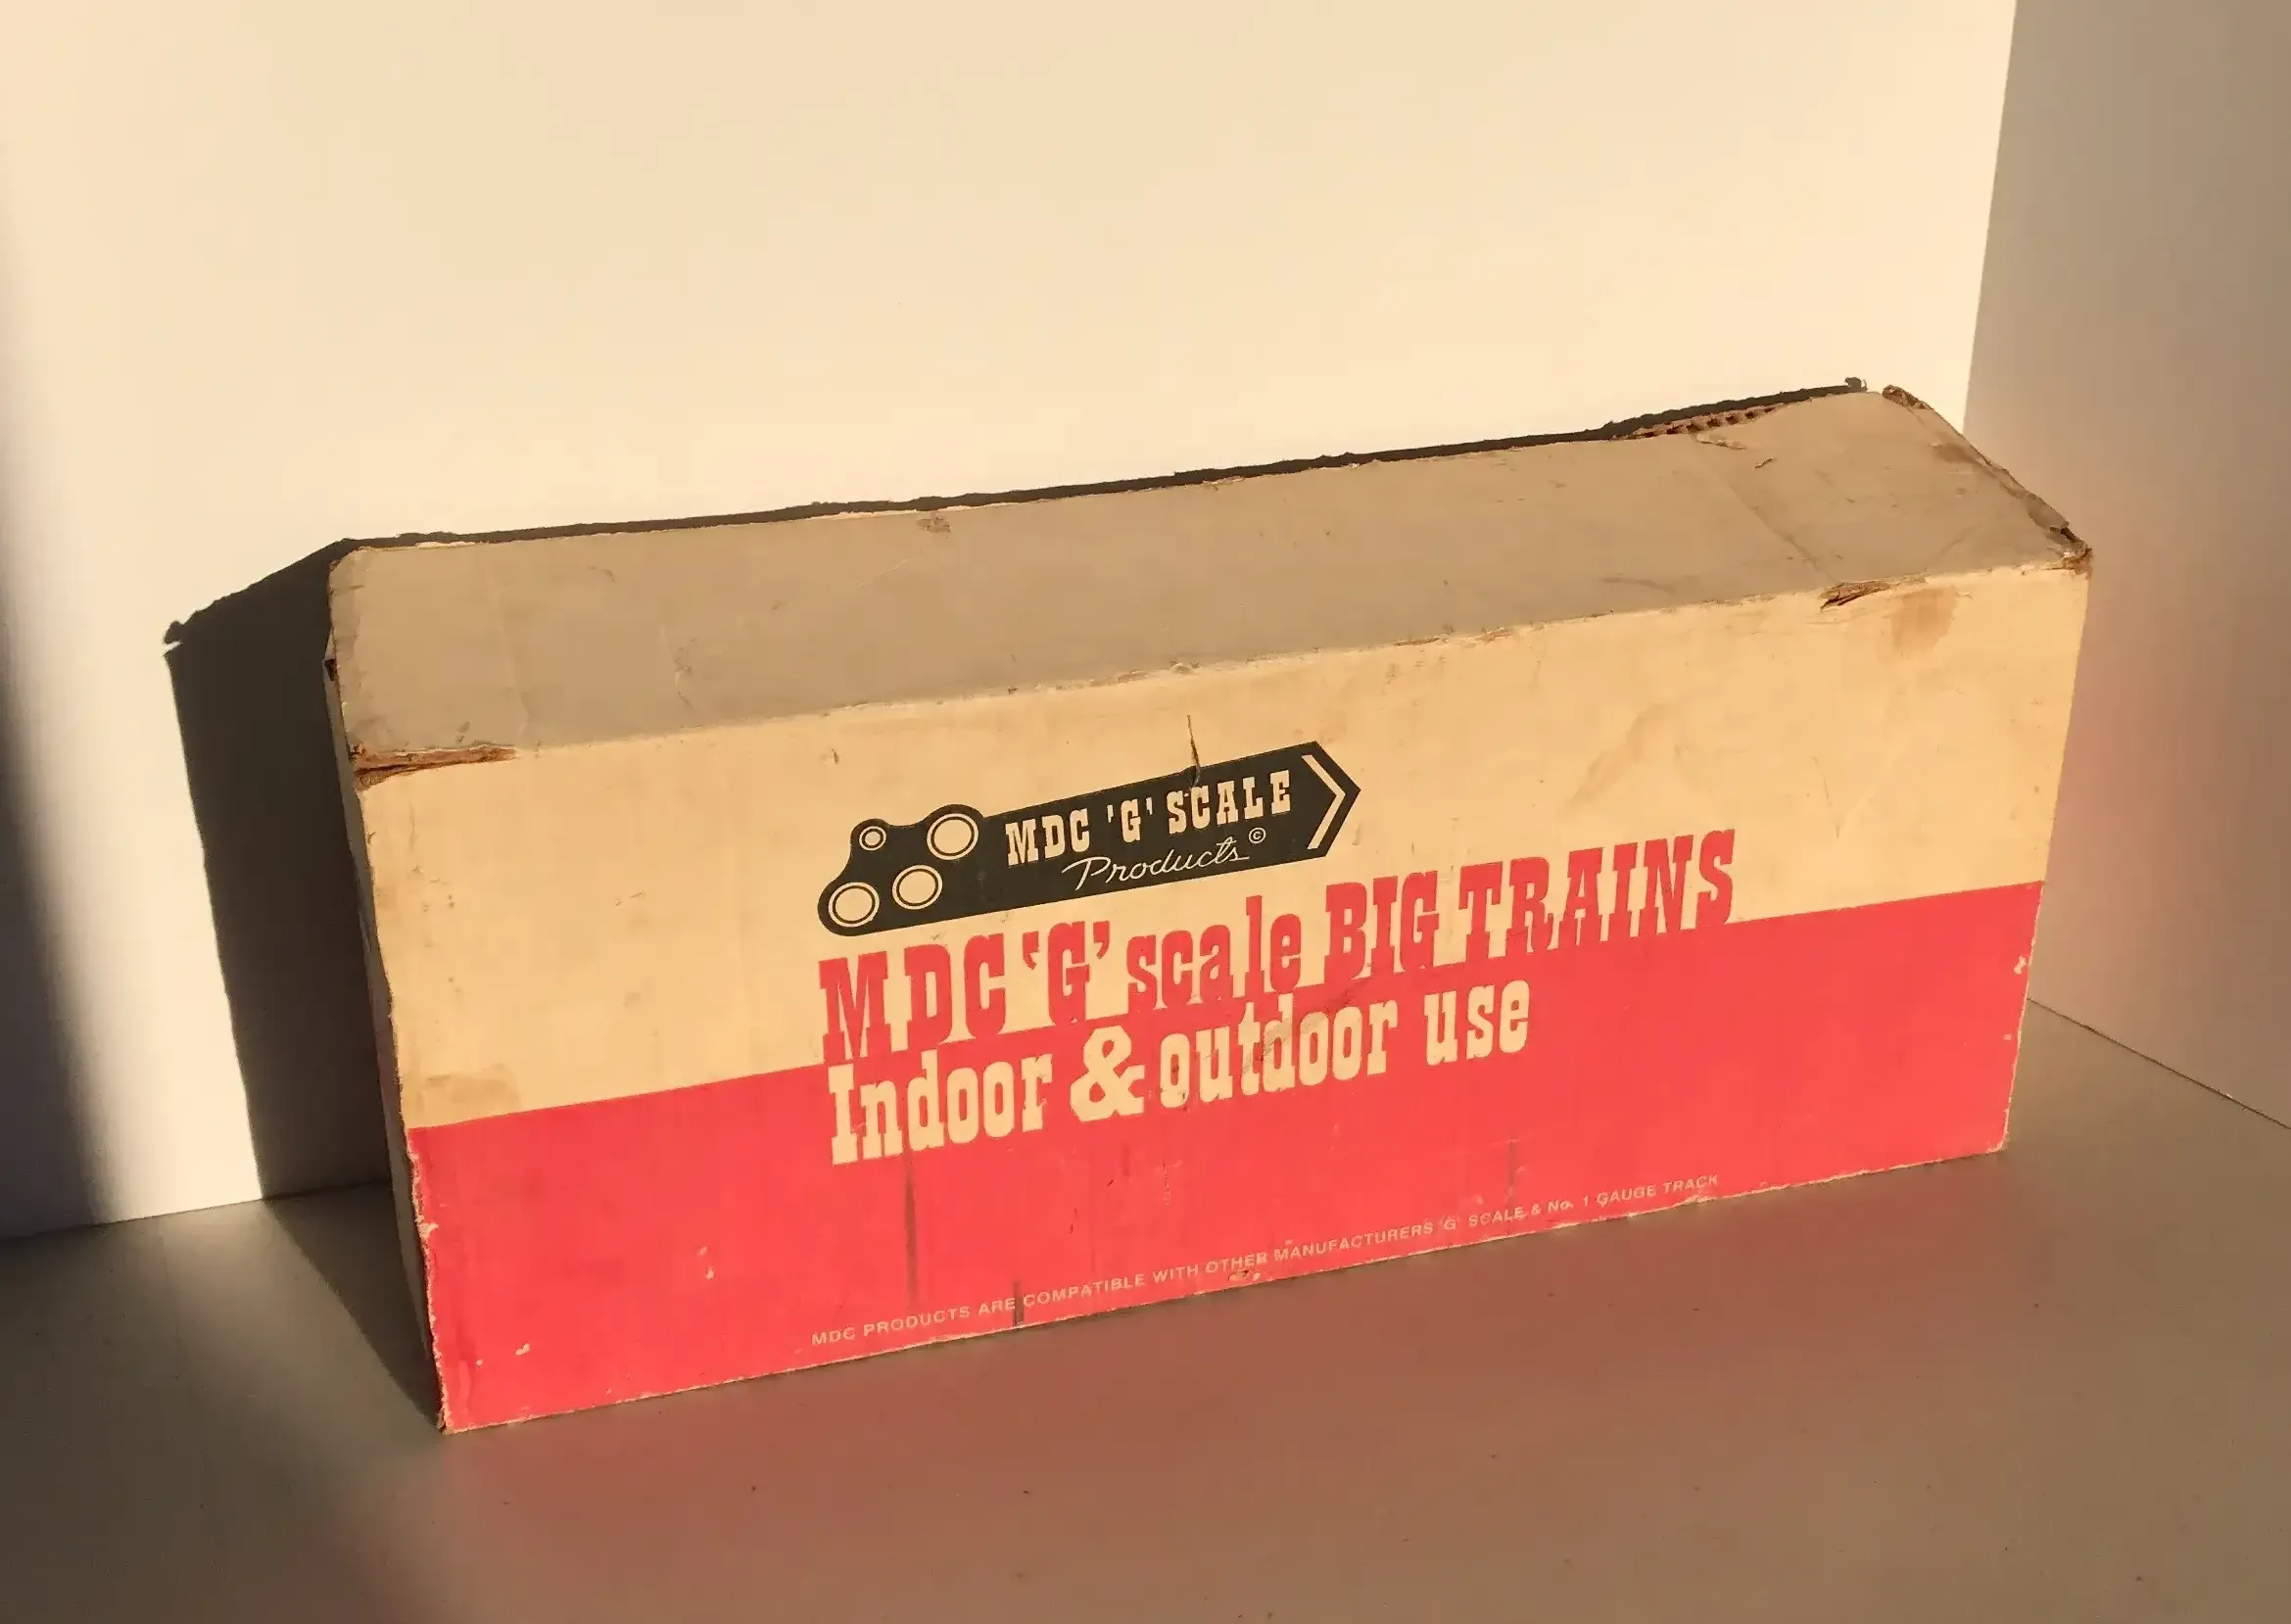 MDC 'G' SCALE
Products ©
MDC 'G' scale BIG TRAINS
Indoor & outdoor use
MDC PRODUCTS ARE COMPATIBLE WITH OTHER MANUFACTURERS 'G' SCALE & No. 1 GAUGE TRACK